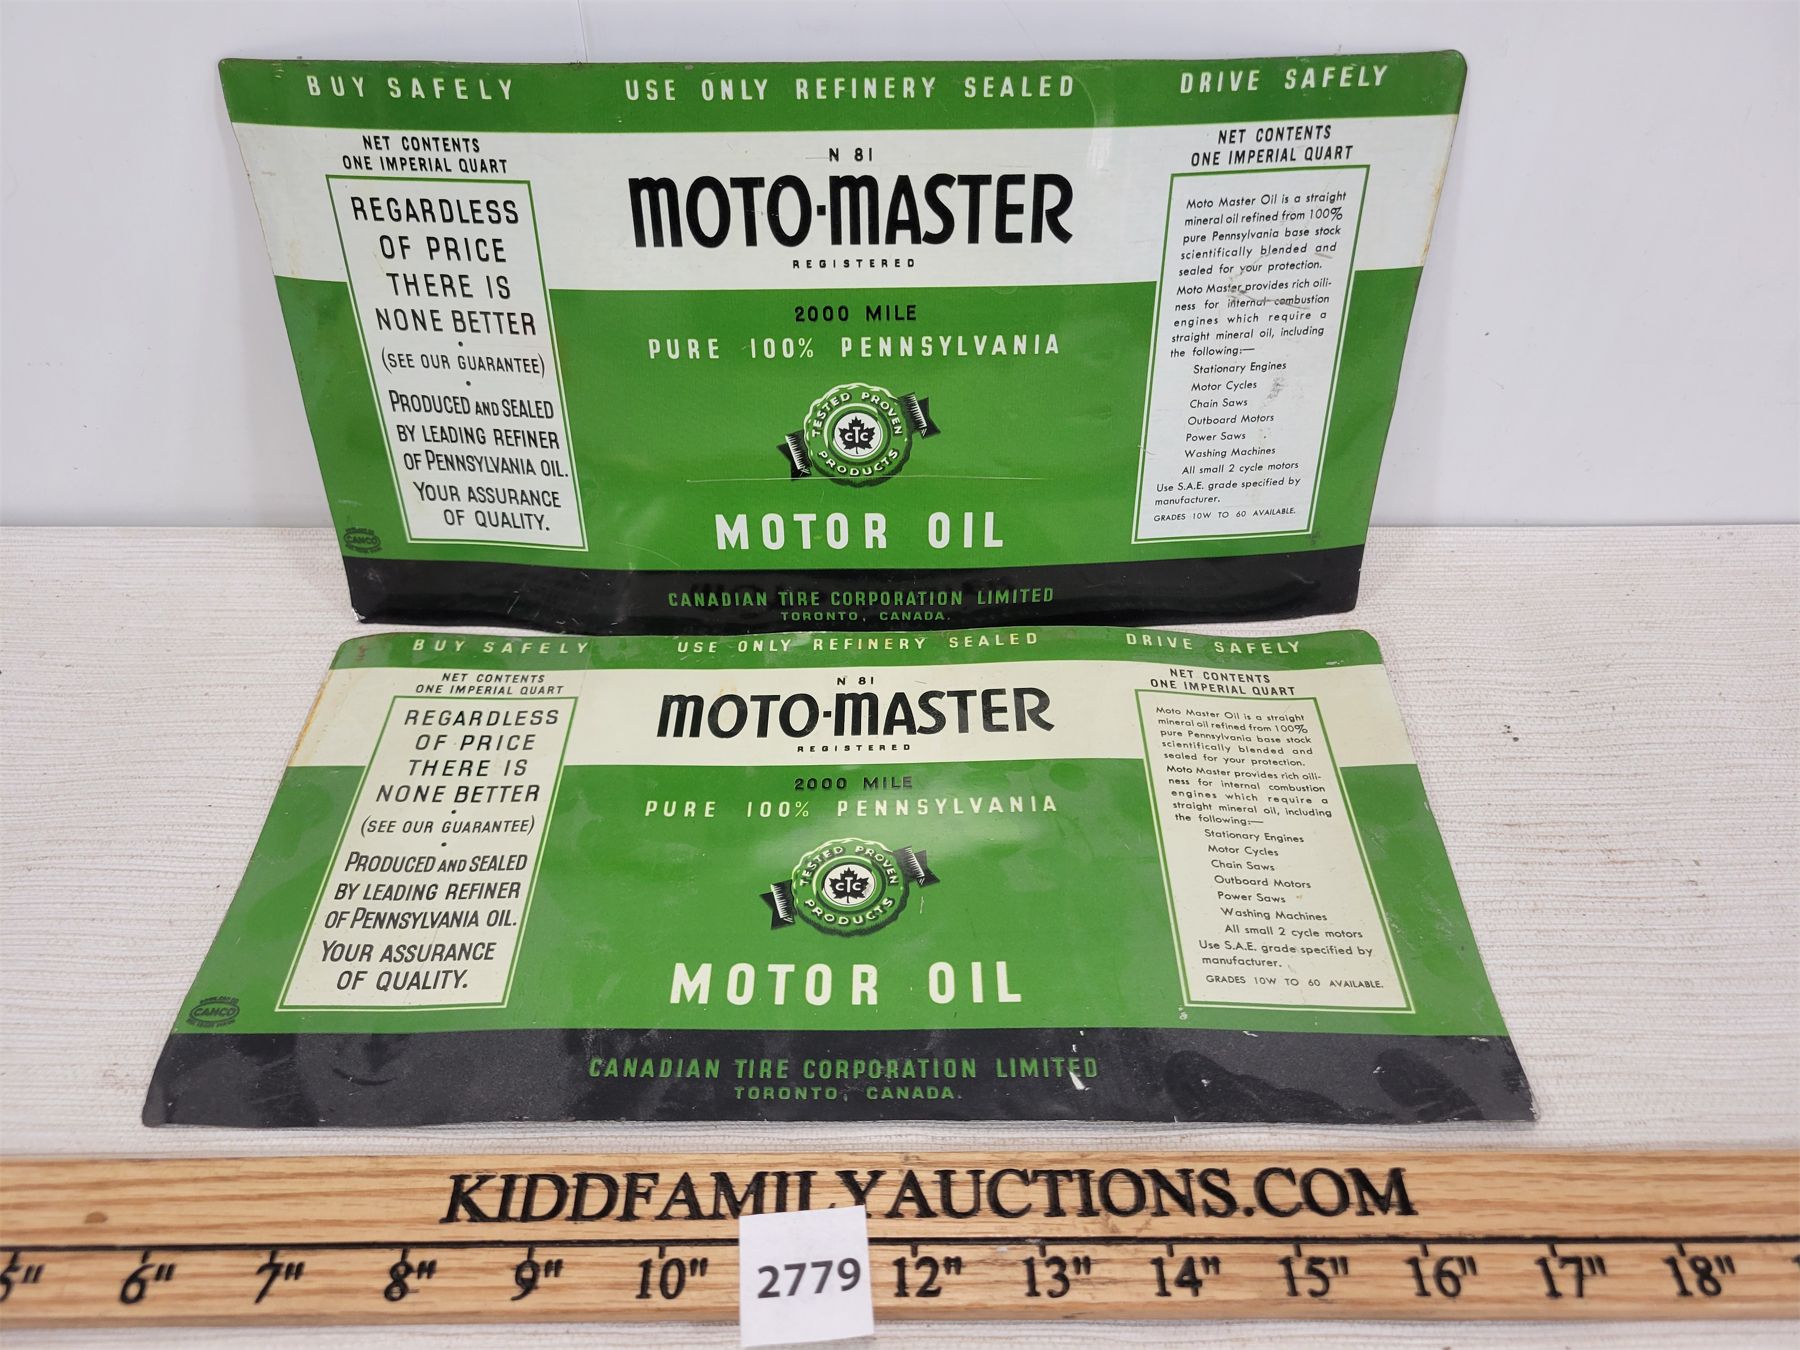 BUY SAFELY USE ONLY REFINERY SEALED DRIVE SAFELY
NET CONTENTS
ONE IMPERIAL QUART
REGARDLESS
OF PRICE
THERE IS
NONE BETTER
(SEE OUR GUARANTEE)
PRODUCED AND SEALED
BY LEADING REFINER
OF PENNSYLVANIA OIL.
YOUR ASSURANCE
OF QUALITY.
CANCO
N 81
MOTO-MASTER
REGISTERED
2000 MILE
PURE 100% PENNSYLVANIA
TESTED PROVEN
CTC
PRODUCTS
MOTOR OIL
CANADIAN TIRE CORPORATION LIMITED
TORONTO, CANADA.
NET CONTENTS
ONE IMPERIAL QUART
Moto Master Oil is a straight
mineral oil refined from 100%
pure Pennsylvania base stock
scientifically blended and
sealed for your protection.
Moto Master provides rich oili-
ness for internal combustion
engines which require a
straight mineral oil, including
the following:—
Stationary Engines
Motor Cycles
Chain Saws
Outboard Motors
Power Saws
Washing Machines
All small 2 cycle motors
Use S.A.E. grade specified by
manufacturer.
GRADES 10W TO 60 AVAILABLE.
BUY SAFELY USE ONLY REFINERY SEALED DRIVE SAFELY
NET CONTENTS
ONE IMPERIAL QUART
REGARDLESS
OF PRICE
THERE IS
NONE BETTER
(SEE OUR GUARANTEE)
PRODUCED AND SEALED
BY LEADING REFINER
OF PENNSYLVANIA OIL.
YOUR ASSURANCE
OF QUALITY.
CANCO
N 81
MOTO-MASTER
REGISTERED
2000 MILE
PURE 100% PENNSYLVANIA
TESTED PROVEN
CTC
PRODUCTS
MOTOR OIL
CANADIAN TIRE CORPORATION LIMITED
TORONTO, CANADA.
NET CONTENTS
ONE IMPERIAL QUART
Moto Master Oil is a straight
mineral oil refined from 100%
pure Pennsylvania base stock
scientifically blended and
sealed for your protection.
Moto Master provides rich oili-
ness for internal combustion
engines which require a
straight mineral oil, including
the following:—
Stationary Engines
Motor Cycles
Chain Saws
Outboard Motors
Power Saws
Washing Machines
All small 2 cycle motors
Use S.A.E. grade specified by
manufacturer.
GRADES 10W TO 60 AVAILABLE.
KIDDFAMILYAUCTIONS.COM
5" 6" 7" 8" 9" 10" 12" 13" 14" 15" 16" 17" 18"
2779